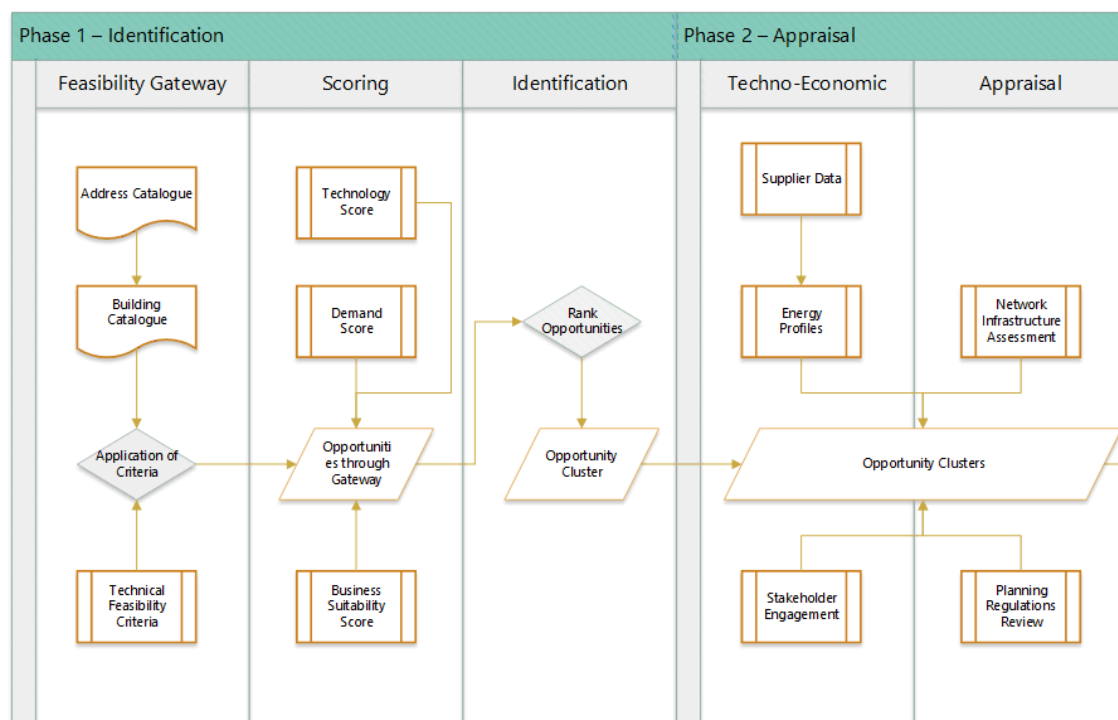 Phase 1 – Identification
Phase 2 – Appraisal
Feasibility Gateway
Scoring
Identification
Techno-Economic
Appraisal
Address Catalogue
Technology
Score
Supplier Data
Building
Catalogue
Demand
Score
Rank
Opportunities
Energy
Profiles
Network
Infrastructure
Assessment
Application of
Criteria
Opportuniti
es through
Gateway
Opportunity
Cluster
Opportunity Clusters
Technical
Feasibility
Criteria
Business
Suitability
Score
Stakeholder
Engagement
Planning
Regulations
Review